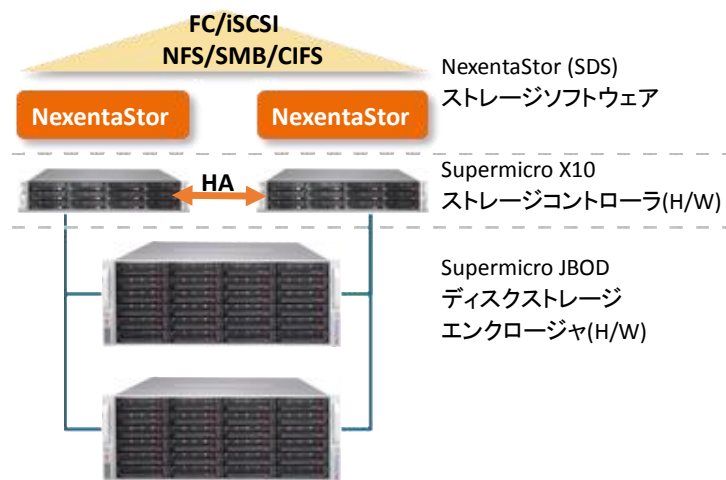 FC/iSCSI
NFS/SMB/CIFS
NexentaStor (SDS)
ストレージソフトウェア
NexentaStor
NexentaStor
Supermicro X10
ストレージコントローラ(H/W)
HA
Supermicro JBOD
ディスクストレージ
エンクロージャ(H/W)